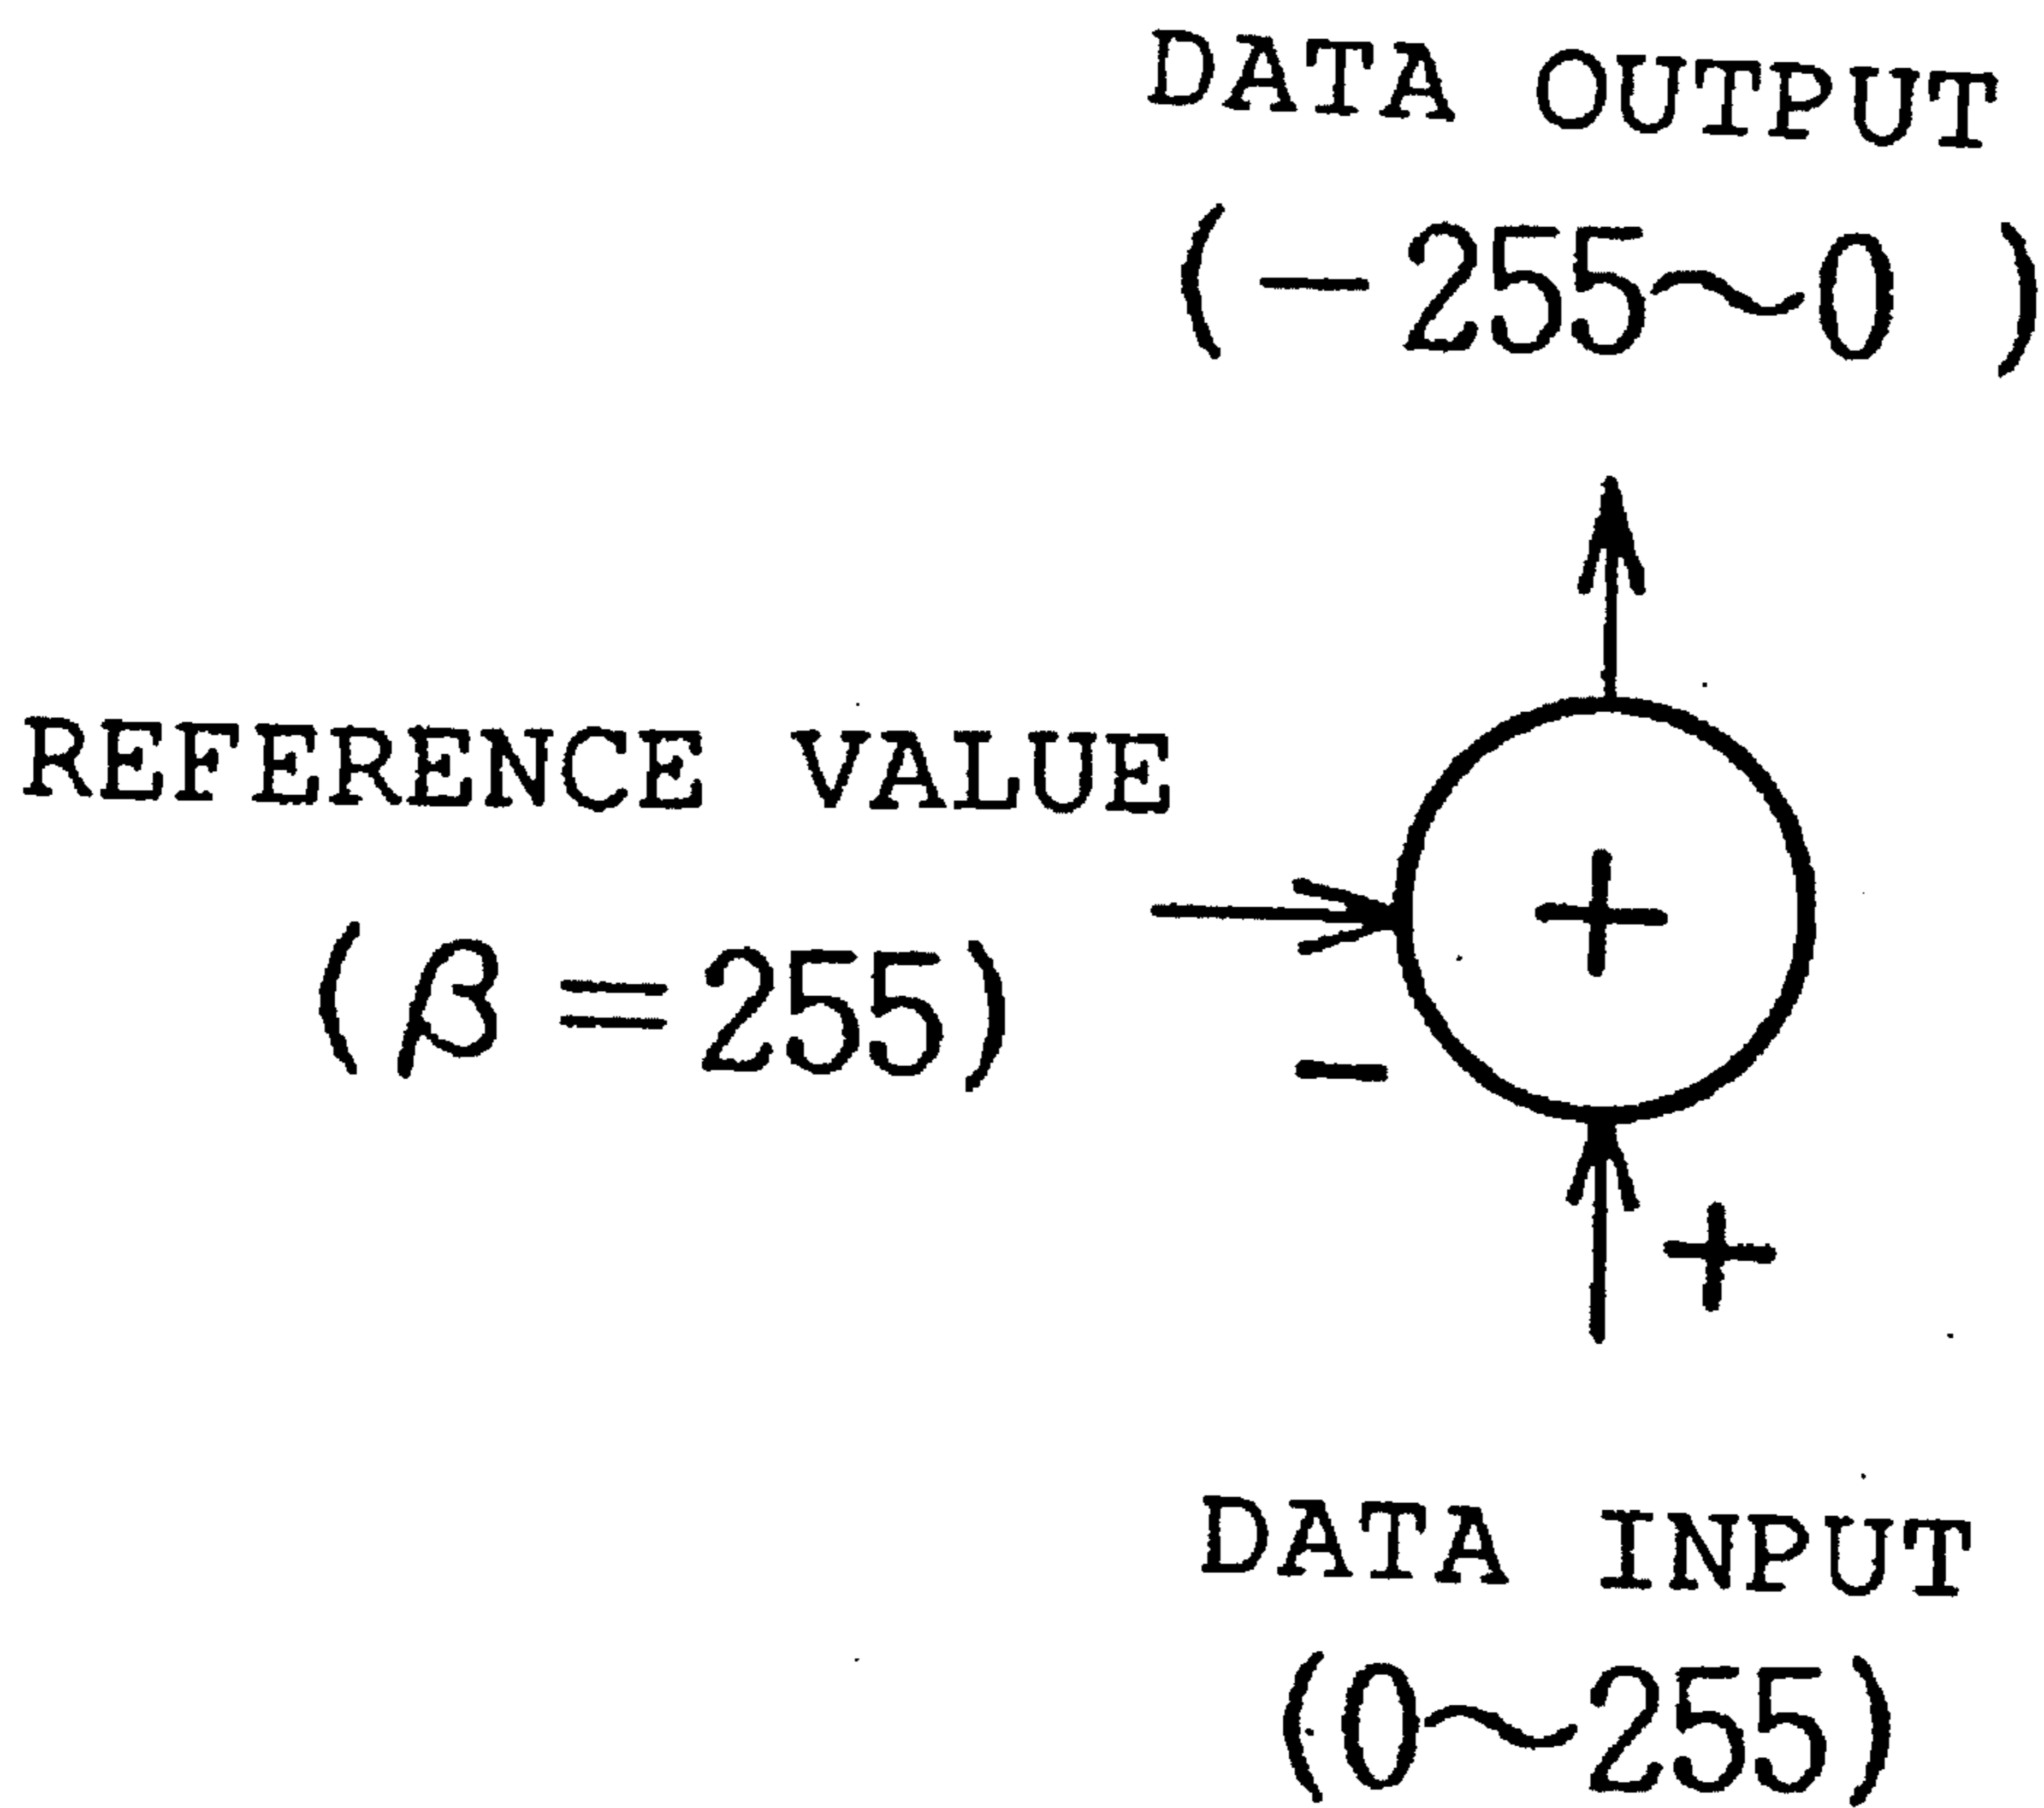 DATA OUTPUT
(-255~0)
REFERENCE VALUE
+
(β=255)
-
+
DATA INPUT
(0~255)